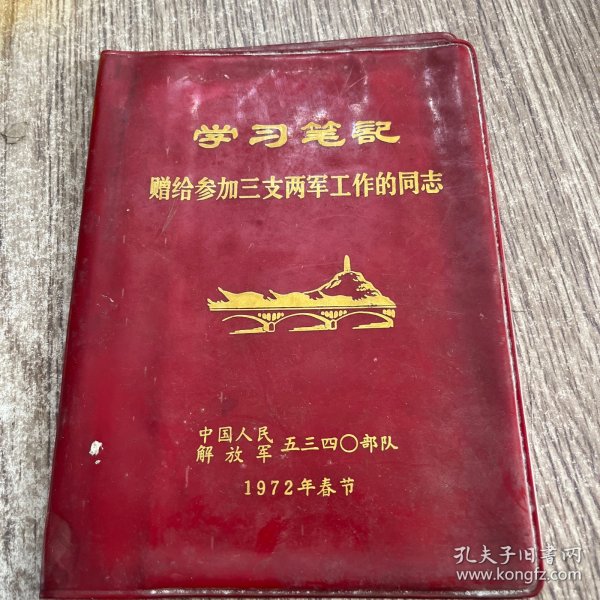 学习笔記
赠给参加三支两军工作的同志
中国人民
解放军 五三四〇部队
1972年春节
孔夫子旧书网
www.kongfz.com